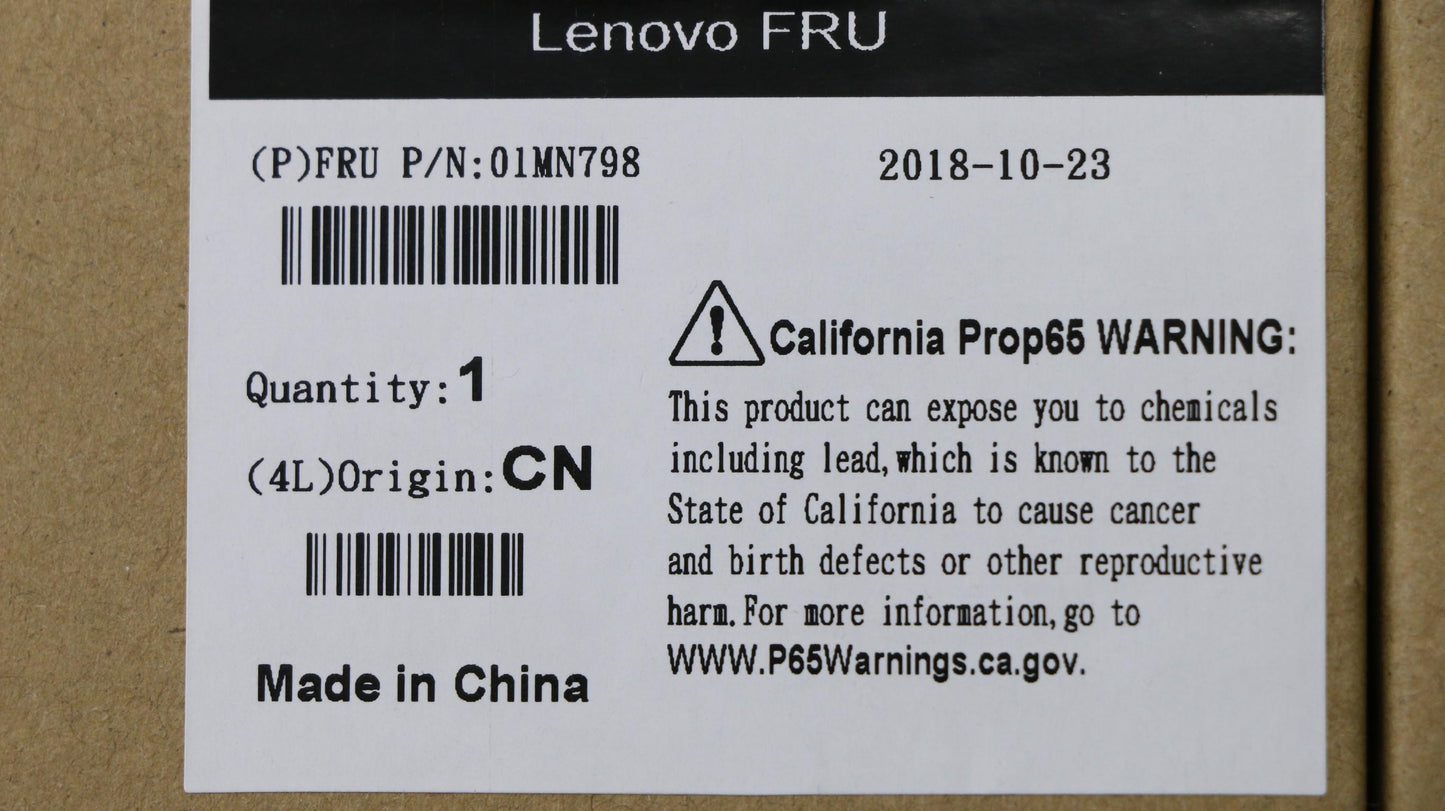 Lenovo FRU
(P)FRU P/N:01MN798
2018-10-23
Quantity:1
(4L)Origin:CN
Made in China
California Prop65 WARNING:
This product can expose you to chemicals
including lead,which is known to the
State of California to cause cancer
and birth defects or other reproductive
harm.For more information,go to
WWW.P65Warnings.ca.gov.